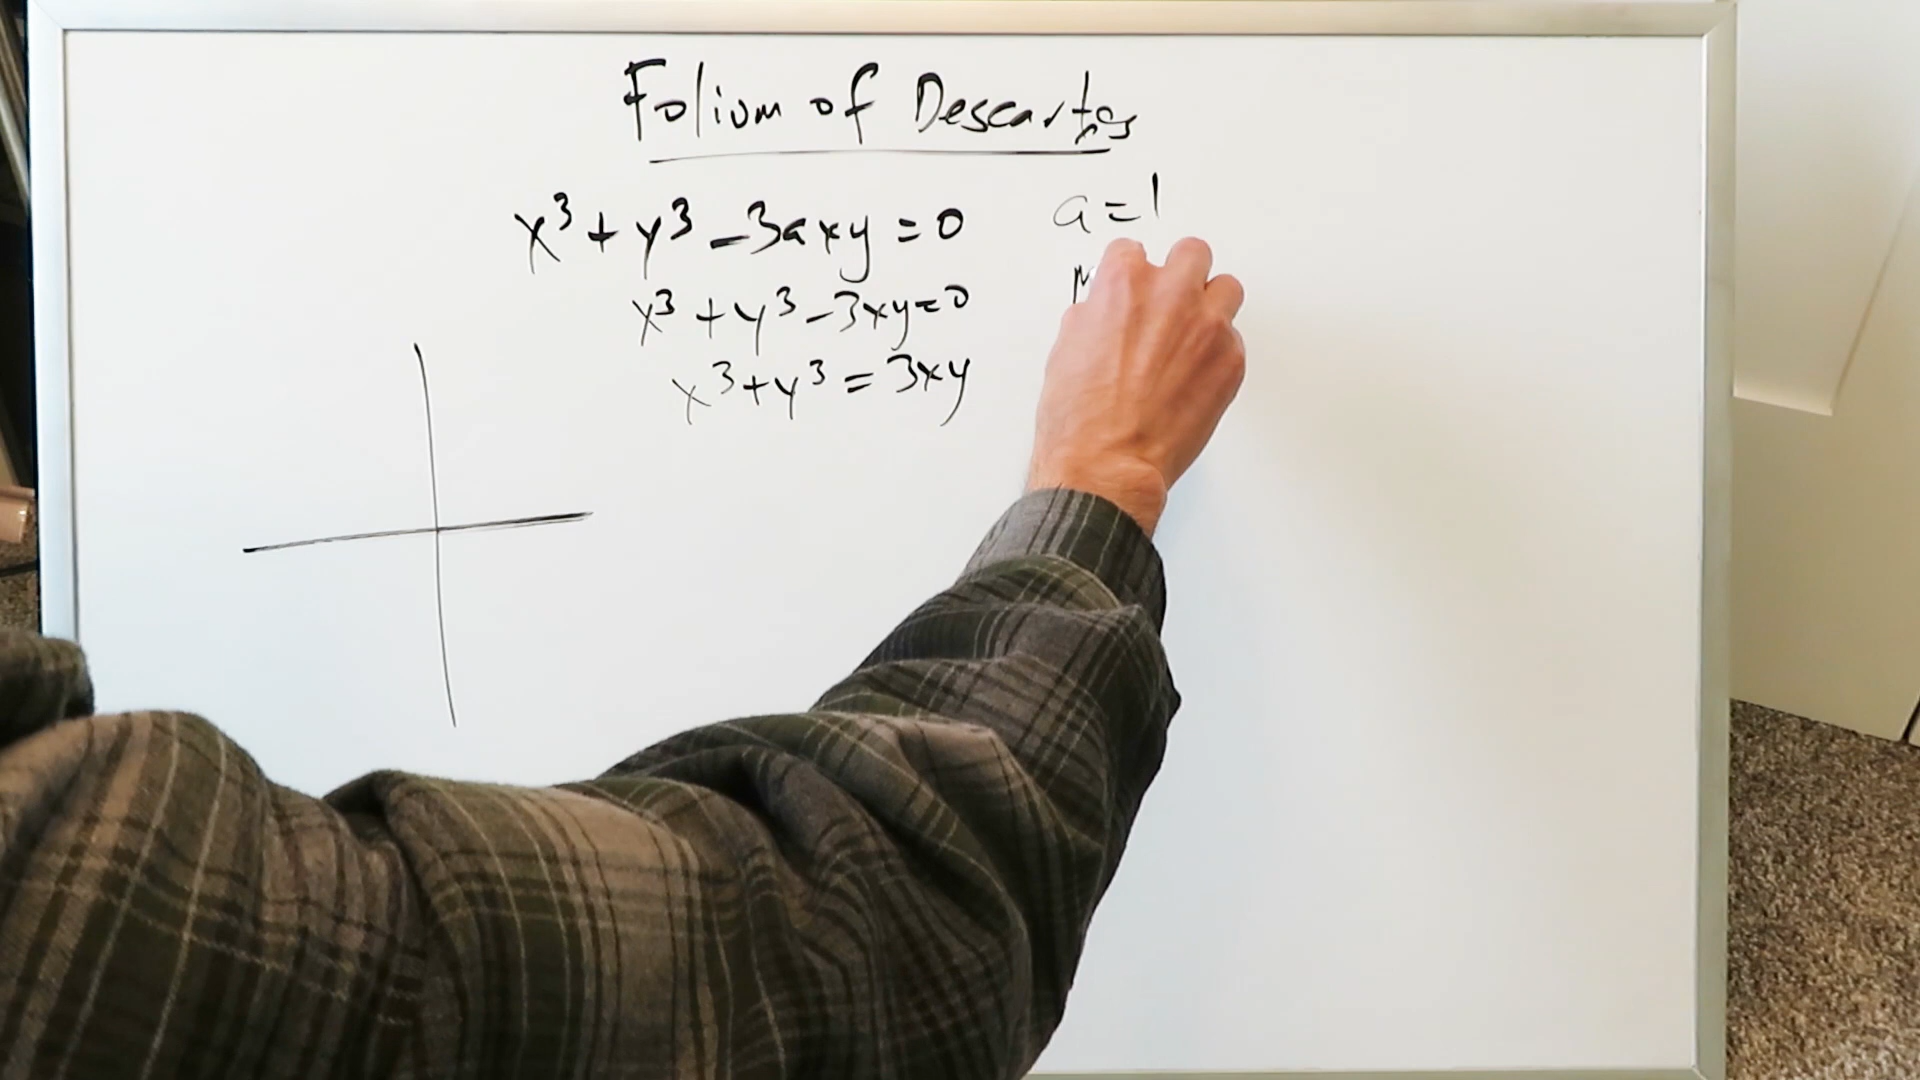 Folium of Descartes
x³ + y³ - 3axy = 0
a = 1
x³ + y³ - 3xy = 0
x³ + y³ = 3xy